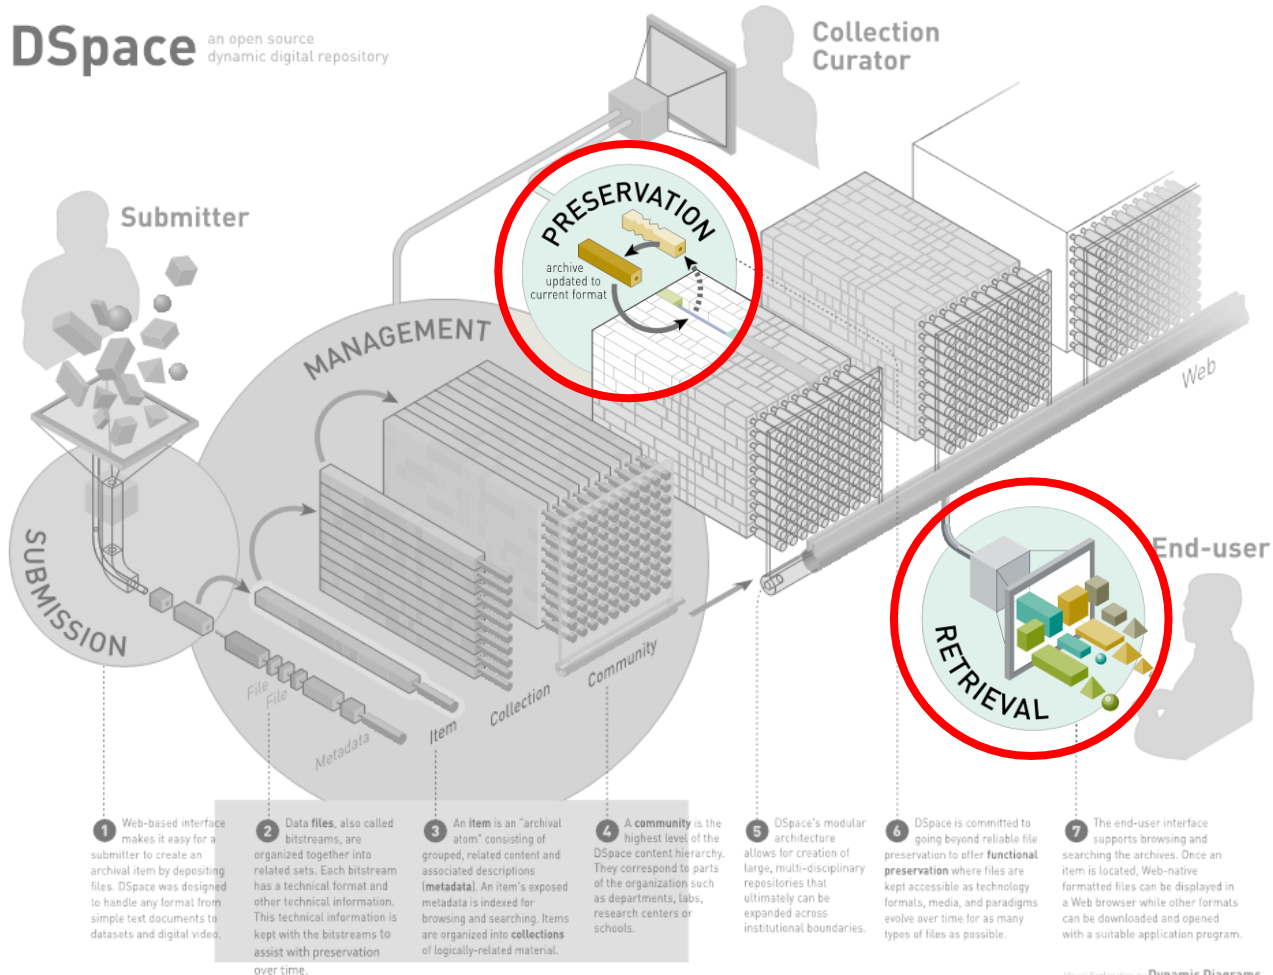 DSpace
an open source
dynamic digital repository
Collection
Curator
Submitter
PRESERVATION
archive
updated to
current format
MANAGEMENT
Web
SUBMISSION
End-user
RETRIEVAL
File
File
Metadata
Item
Collection
Community
1 Web-based interface
makes it easy for a
submitter to create an
archival item by depositing
files. DSpace was designed
to handle any format from
simple text documents to
datasets and digital video.
2 Data files, also called
bitstreams, are
organized together into
related sets. Each bitstream
has a technical format and
other technical information.
This technical information is
kept with the bitstreams to
assist with preservation
over time.
3 An item is an "archival
atom" consisting of
grouped, related content and
associated descriptions
(metadata). An item's exposed
metadata is indexed for
browsing and searching. Items
are organized into collections
of logically-related material.
4 A community is the
highest level of the
DSpace content hierarchy.
They correspond to parts
of the organization such
as departments, labs,
research centers or
schools.
5 DSpace's modular
architecture
allows for creation of
large, multi-disciplinary
repositories that
ultimately can be
expanded across
institutional boundaries.
6 DSpace is committed to
going beyond reliable file
preservation to offer functional
preservation where files are
kept accessible as technology
formats, media, and paradigms
evolve over time for as many
types of files as possible.
7 The end-user interface
supports browsing and
searching the archives. Once an
item is located, Web-native
formatted files can be displayed in
a Web browser while other formats
can be downloaded and opened
with a suitable application program.
Dynamic Diagrams